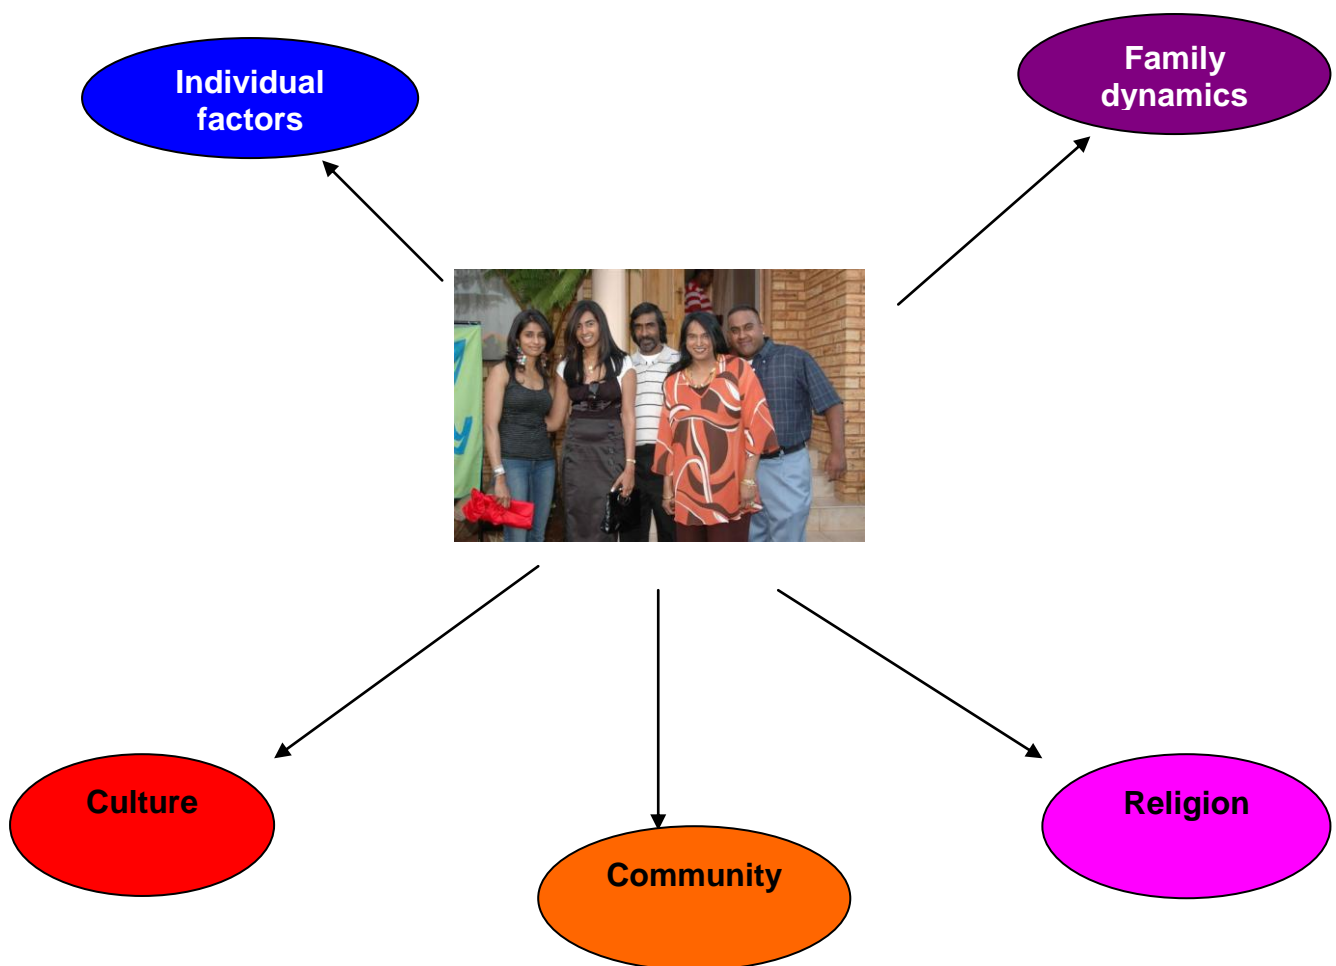 Individual
factors
Family
dynamics
Culture
Community
Religion